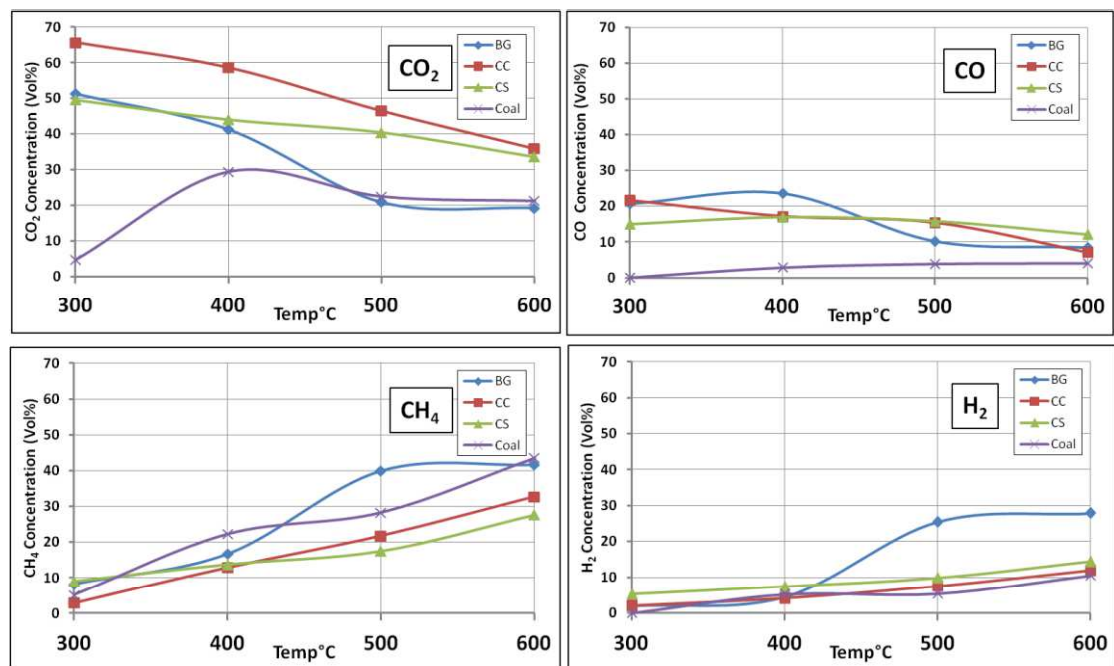 70
60
50
40
30
20
10
0
CO2 Concentration (Vol%)
CO2
BG
CC
CS
Coal
300 400 500 600
Temp°C
70
60
50
40
30
20
10
0
CO Concentration (Vol%)
CO
BG
CC
CS
Coal
300 400 500 600
Temp°C
70
60
50
40
30
20
10
0
CH4 Concentration (Vol%)
CH4
BG
CC
CS
Coal
300 400 500 600
Temp°C
70
60
50
40
30
20
10
0
H2 Concentration (Vol%)
H2
BG
CC
CS
Coal
300 400 500 600
Temp°C